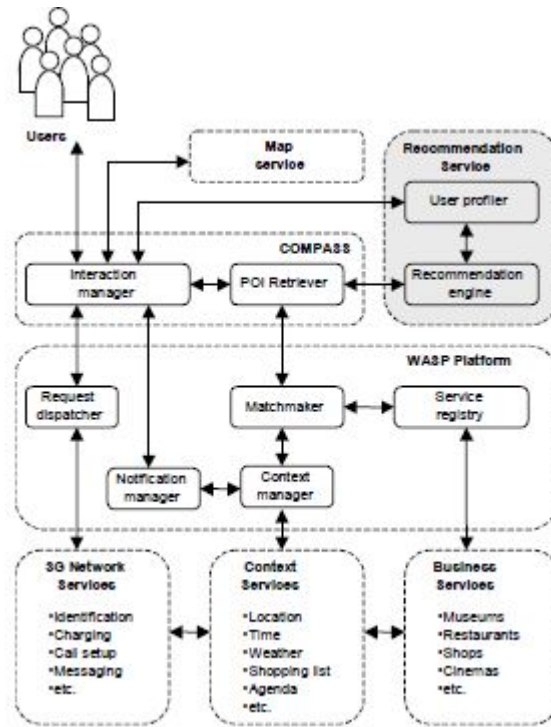 Users
Map
service
Recommendation
Service
User profiler
COMPASS
Interaction
manager
POI Retriever
Recommendation
engine
WASP Platform
Request
dispatcher
Matchmaker
Service
registry
Notification
manager
Context
manager
3G Network
Services
•Identification
•Charging
•Call setup
•Messaging
•etc.
Context
Services
•Location
•Time
•Weather
•Shopping list
•Agenda
•etc.
Business
Services
•Museums
•Restaurants
•Shops
•Cinemas
•etc.